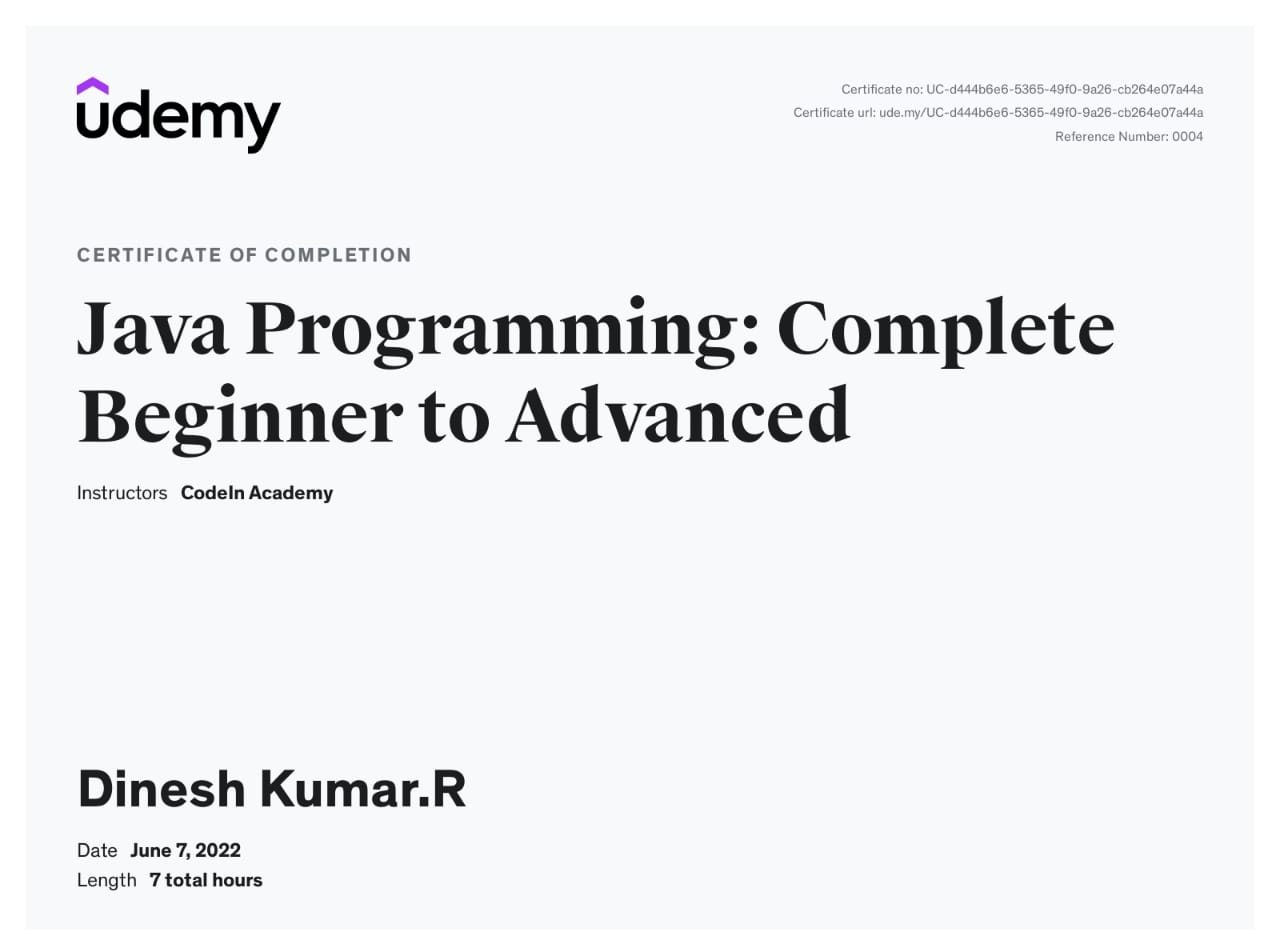 udemy
Certificate no: UC-d444b6e6-5365-49f0-9a26-cb264e07a44a
Certificate url: ude.my/UC-d444b6e6-5365-49f0-9a26-cb264e07a44a
Reference Number: 0004
CERTIFICATE OF COMPLETION
Java Programming: Complete
Beginner to Advanced
Instructors CodeIn Academy
Dinesh Kumar.R
Date June 7, 2022
Length 7 total hours